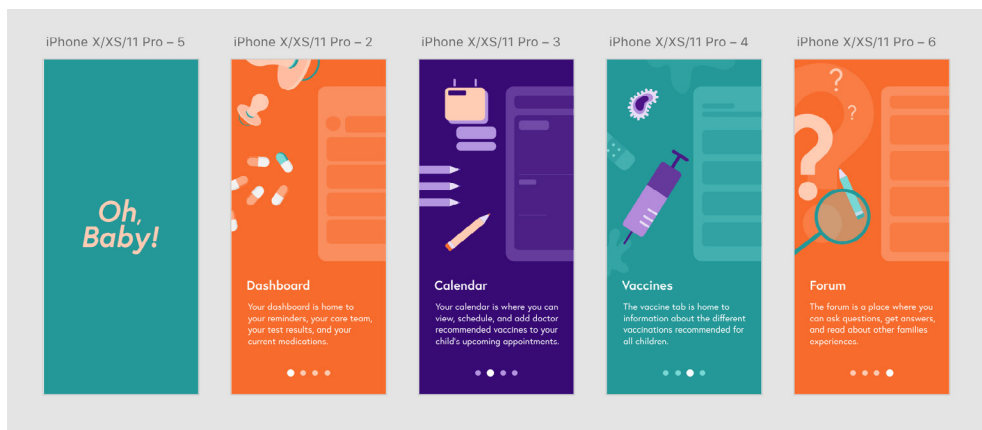 iPhone X/XS/11 Pro – 5
iPhone X/XS/11 Pro – 2
iPhone X/XS/11 Pro – 3
iPhone X/XS/11 Pro – 4
iPhone X/XS/11 Pro – 6
Oh,
Baby!
Dashboard
Your dashboard is home to
your reminders, your care team,
your test results, and your
current medications.
Calendar
Your calendar is where you can
view, schedule, and add doctor
recommended vaccines to your
child's upcoming appointments.
Vaccines
The vaccine tab is home to
information about the different
vaccinations recommended for
all children.
Forum
The forum is a place where you
can ask questions, get answers,
and read about other families
experiences.
? 
?
?